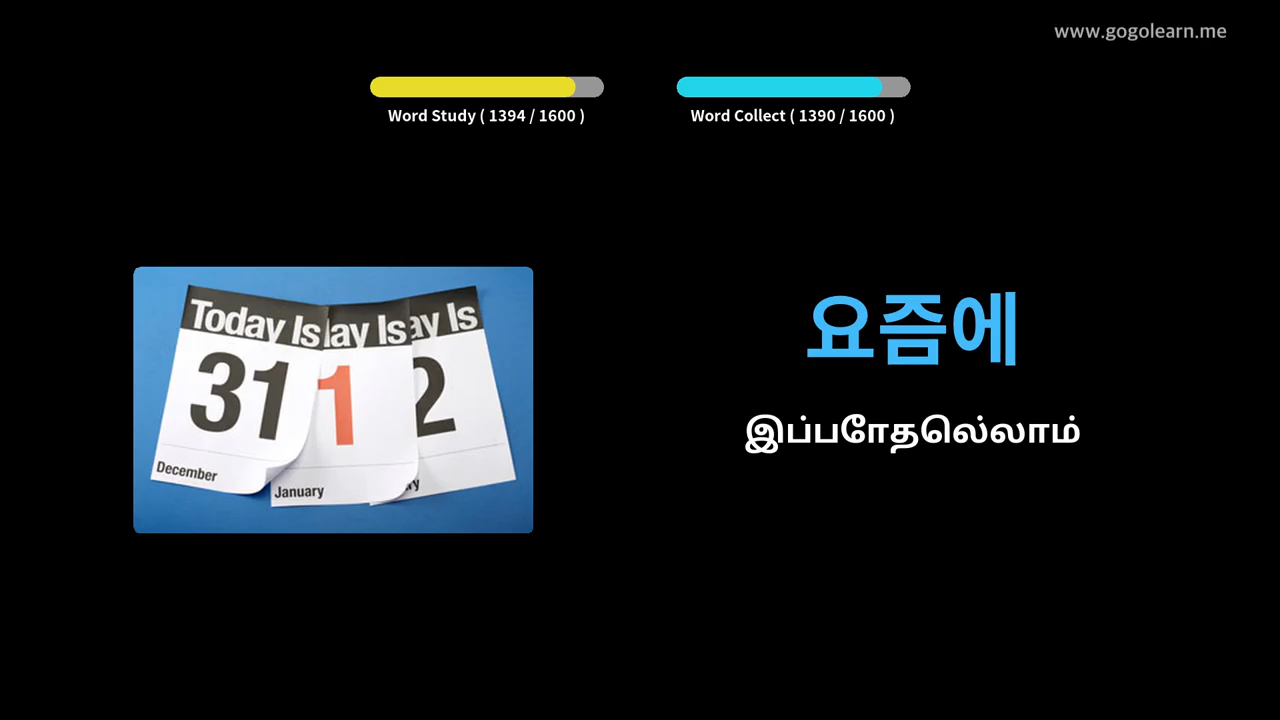 www.gogolearn.me
Word Study ( 1394 / 1600 )
Word Collect ( 1390 / 1600 )
Today Is
31
December
ay Is
1
January
ay Is
2
ry
요즘에
இப்போதெல்லாம்